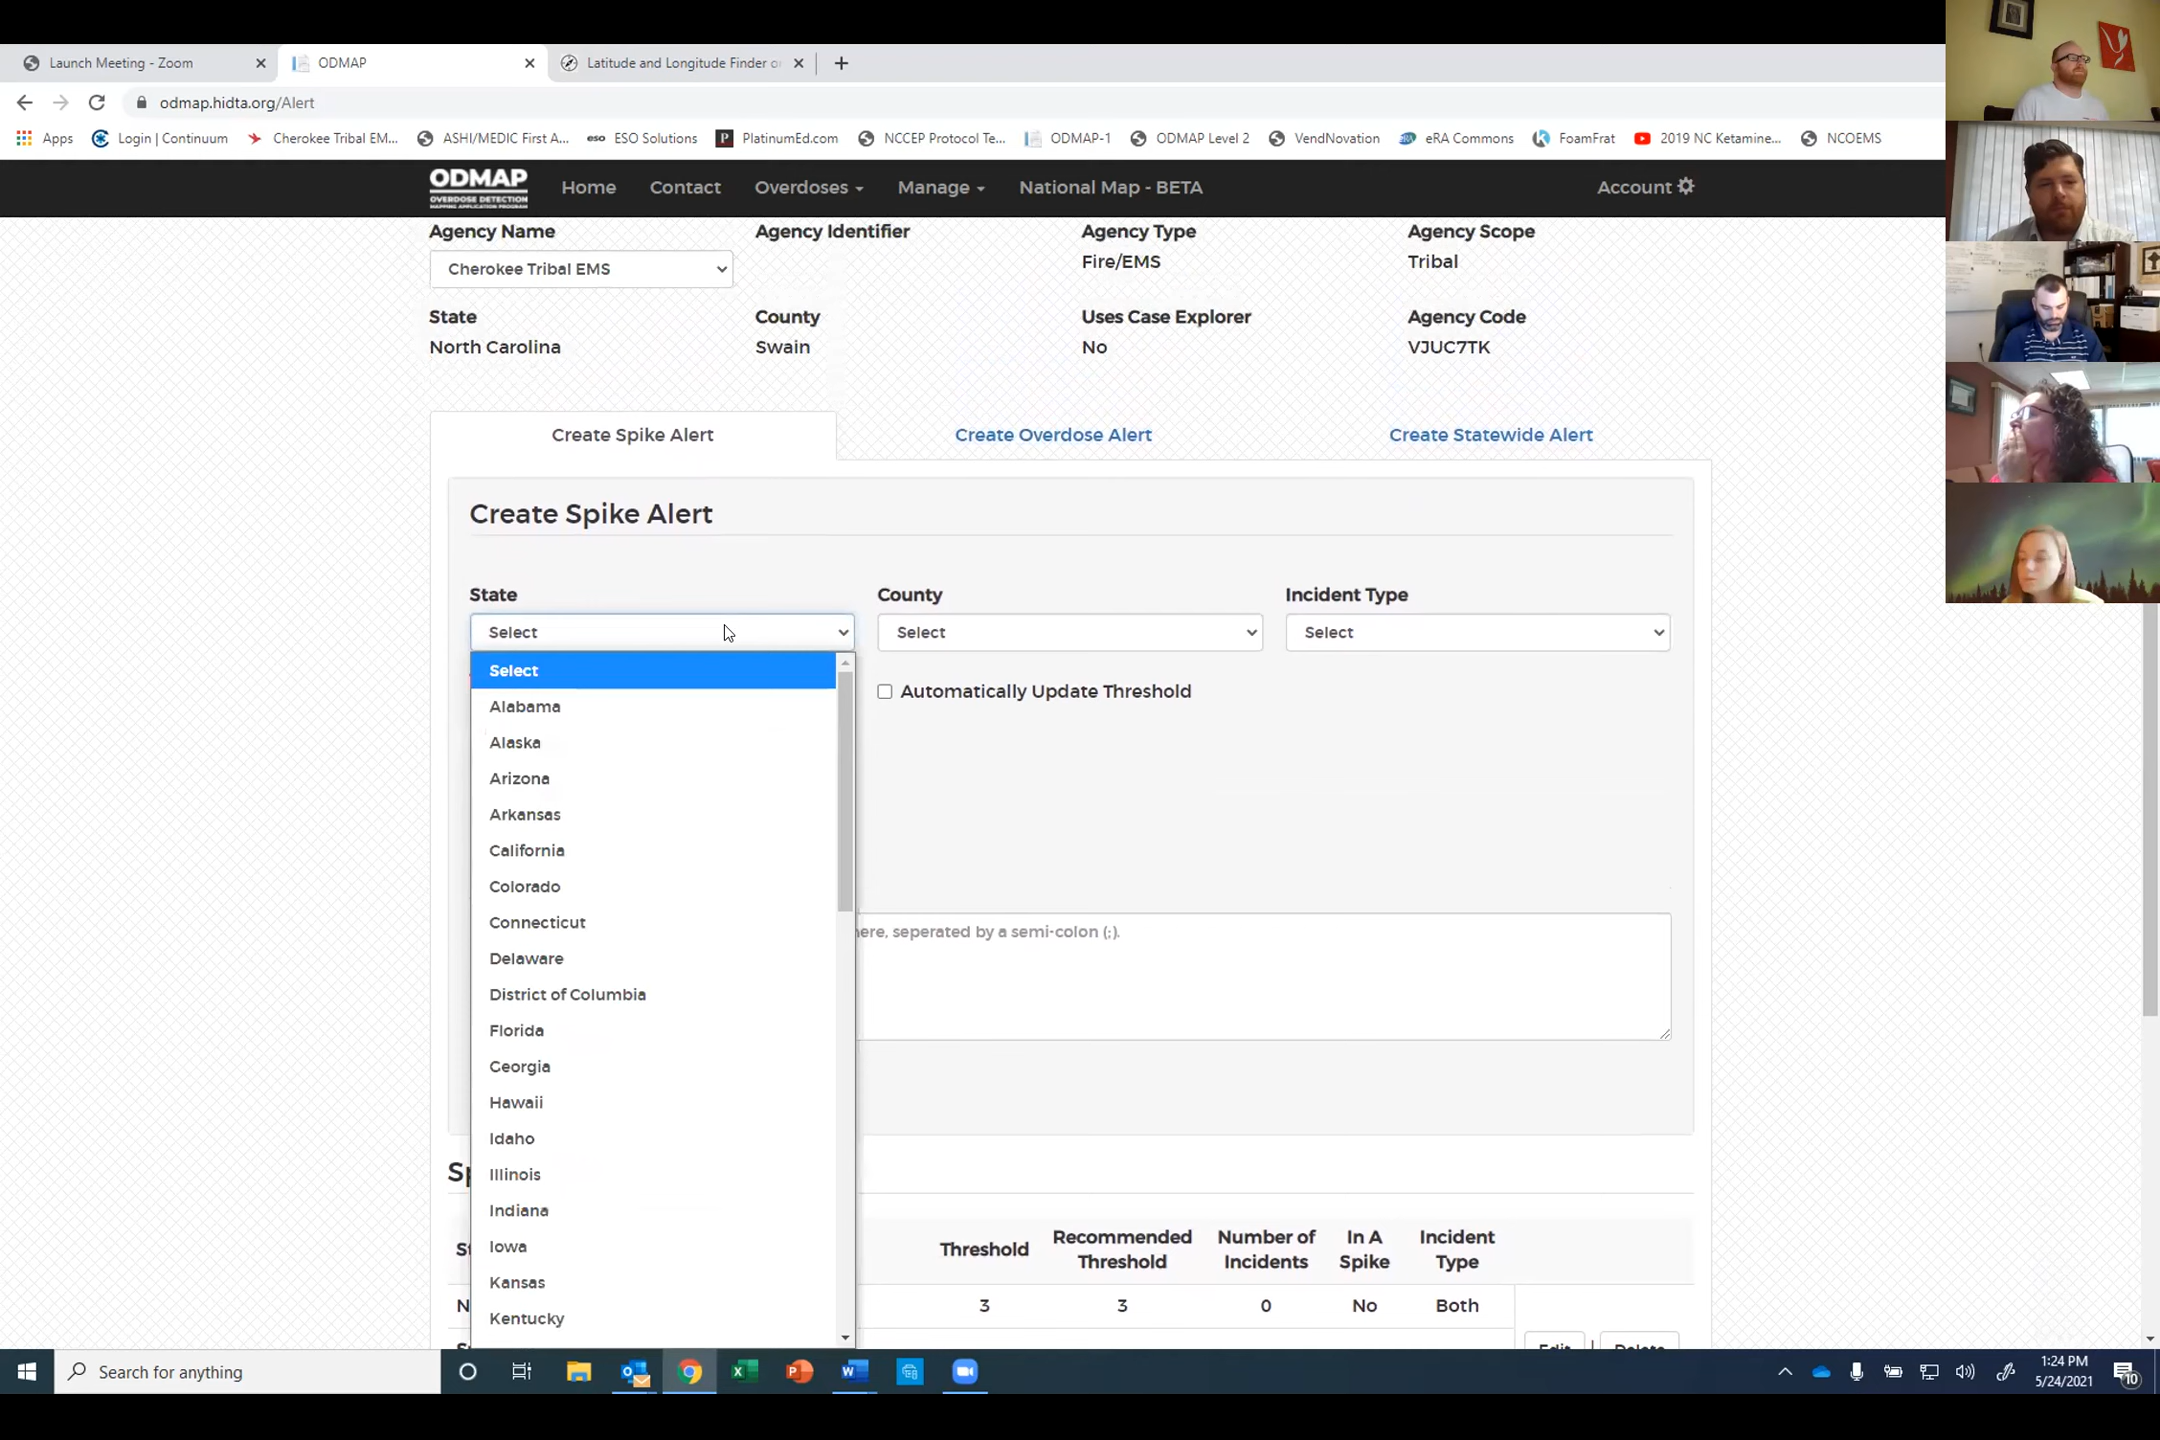 Launch Meeting - Zoom
ODMAP
Latitude and Longitude Finder o
odmap.hidta.org/Alert
Apps
Login | Continuum
Cherokee Tribal EM...
ASHI/MEDIC First A...
eso ESO Solutions
P PlatinumEd.com
NCCEP Protocol Te...
ODMAP-1
ODMAP Level 2
VendNovation
eRA eRA Commons
FoamFrat
2019 NC Ketamine...
NCOEMS
ODMAP
OVERDOSE DETECTION
MAPPING APPLICATION PROGRAM
Home
Contact
Overdoses
Manage
National Map - BETA
Account
Agency Name
Agency Identifier
Agency Type
Agency Scope
Cherokee Tribal EMS
Fire/EMS
Tribal
State
County
Uses Case Explorer
Agency Code
North Carolina
Swain
No
VJUC7TK
Create Spike Alert
Create Overdose Alert
Create Statewide Alert
Create Spike Alert
State
County
Incident Type
Select
Select
Select
Select
Automatically Update Threshold
Alabama
Alaska
Arizona
Arkansas
California
Colorado
Connecticut
here, seperated by a semi-colon (;).
Delaware
District of Columbia
Florida
Georgia
Hawaii
Idaho
Illinois
Indiana
Iowa
Kansas
Kentucky
Sp
St
Threshold
Recommended Threshold
Number of Incidents
In A Spike
Incident Type
N
3
3
0
No
Both
Edit | Delete
Search for anything
1:24 PM
5/24/2021
10